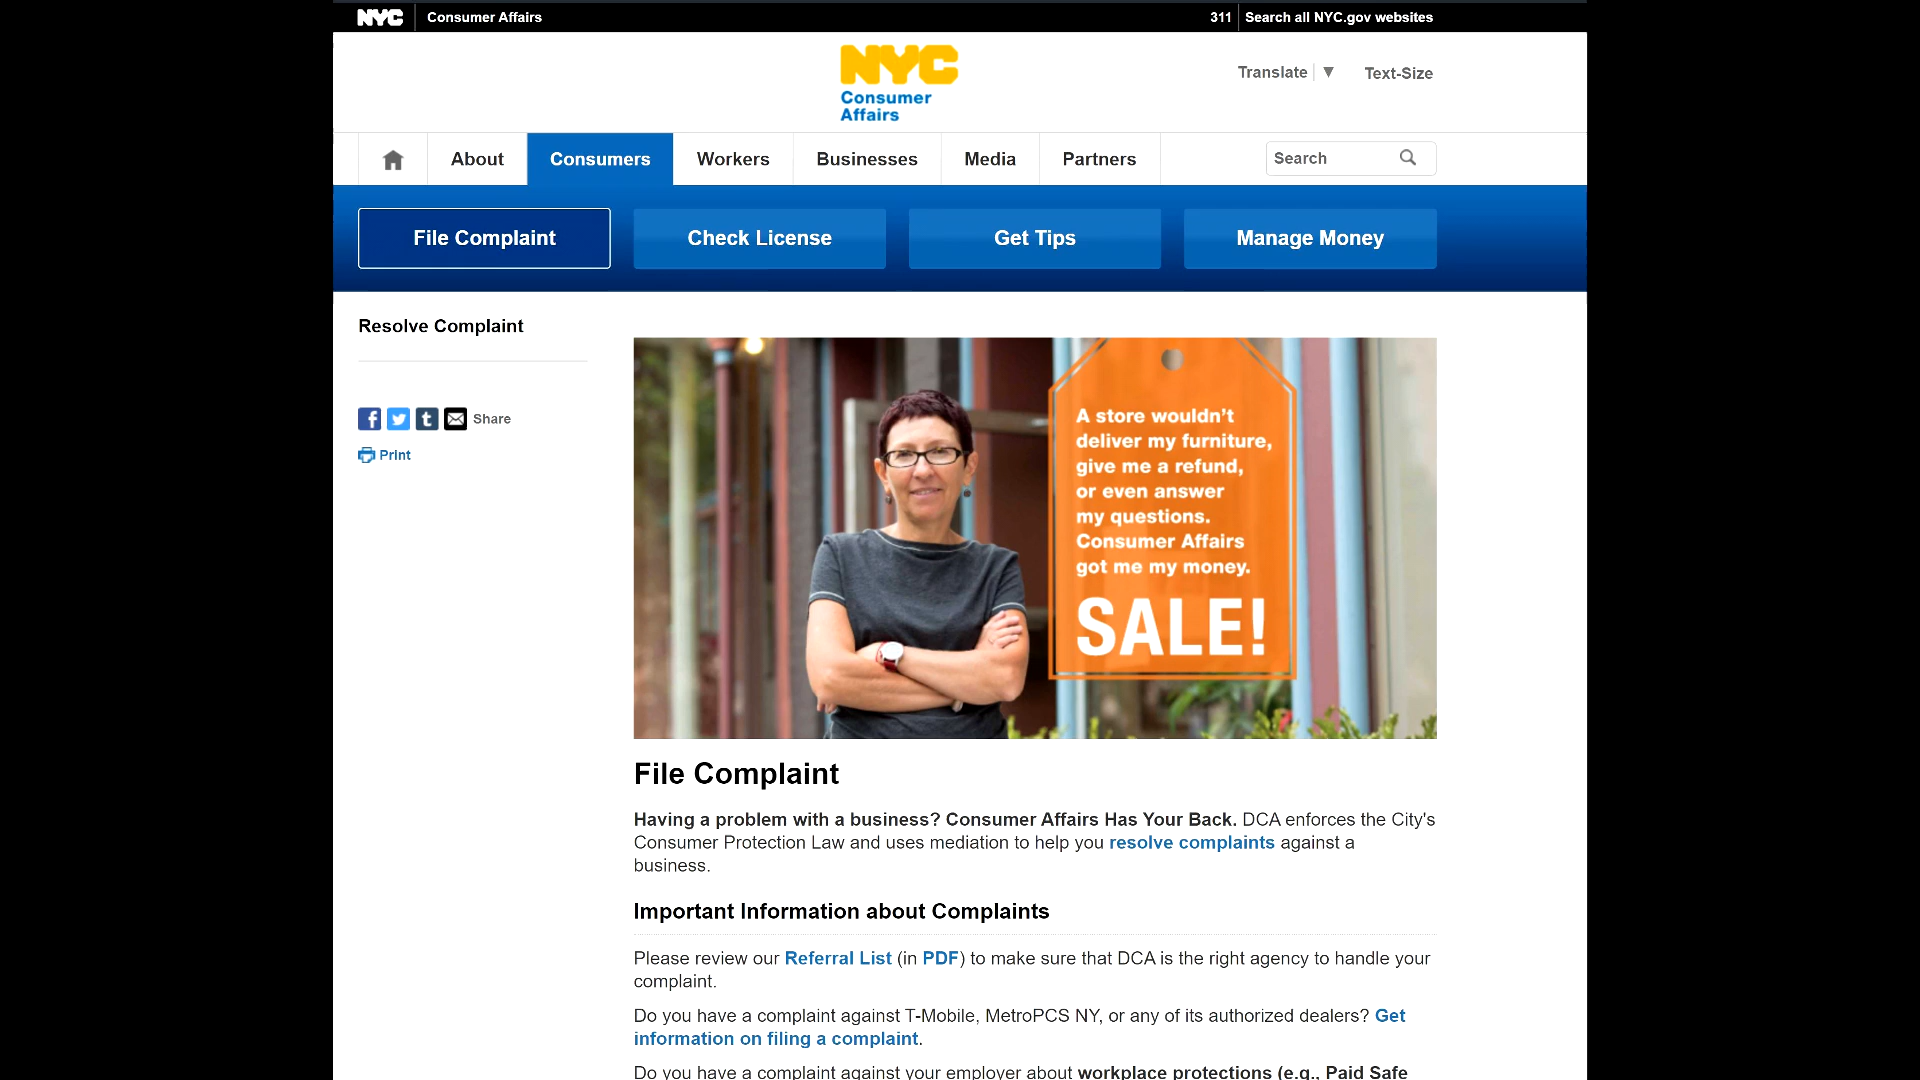 NYC Consumer Affairs 311 Search all NYC.gov websites
NYC
Consumer
Affairs
Translate ▼ Text-Size
About Consumers Workers Businesses Media Partners Search
File Complaint Check License Get Tips Manage Money
Resolve Complaint
Share
Print
A store wouldn't
deliver my furniture,
give me a refund,
or even answer
my questions.
Consumer Affairs
got me my money.
SALE!
File Complaint
Having a problem with a business? Consumer Affairs Has Your Back. DCA enforces the City's
Consumer Protection Law and uses mediation to help you resolve complaints against a
business.
Important Information about Complaints
Please review our Referral List (in PDF) to make sure that DCA is the right agency to handle your
complaint.
Do you have a complaint against T-Mobile, MetroPCS NY, or any of its authorized dealers? Get
information on filing a complaint.
Do you have a complaint against your employer about workplace protections (e.g., Paid Safe